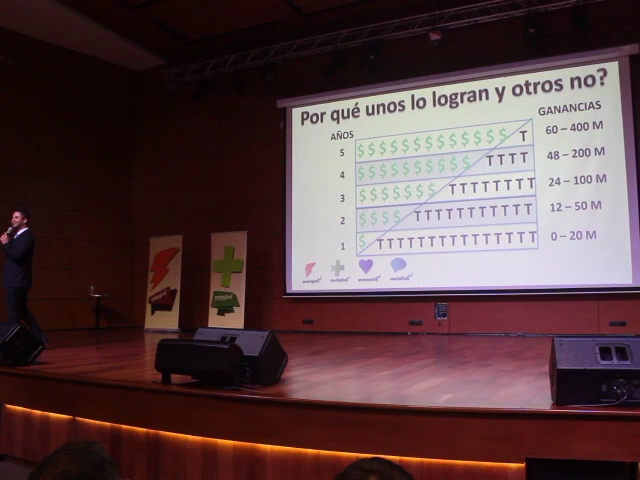 Por qué unos lo logran y otros no?
AÑOS
GANANCIAS
5 $ $ $ $ $ $ $ $ $ $ $ $ T 60 – 400 M
4 $ $ $ $ $ $ $ $ $ T T T T 48 – 200 M
3 $ $ $ $ $ $ $ T T T T T T T T 24 – 100 M
2 $ $ $ $ T T T T T T T T T T T 12 – 50 M
1 $ T T T T T T T T T T T T T T 0 – 20 M